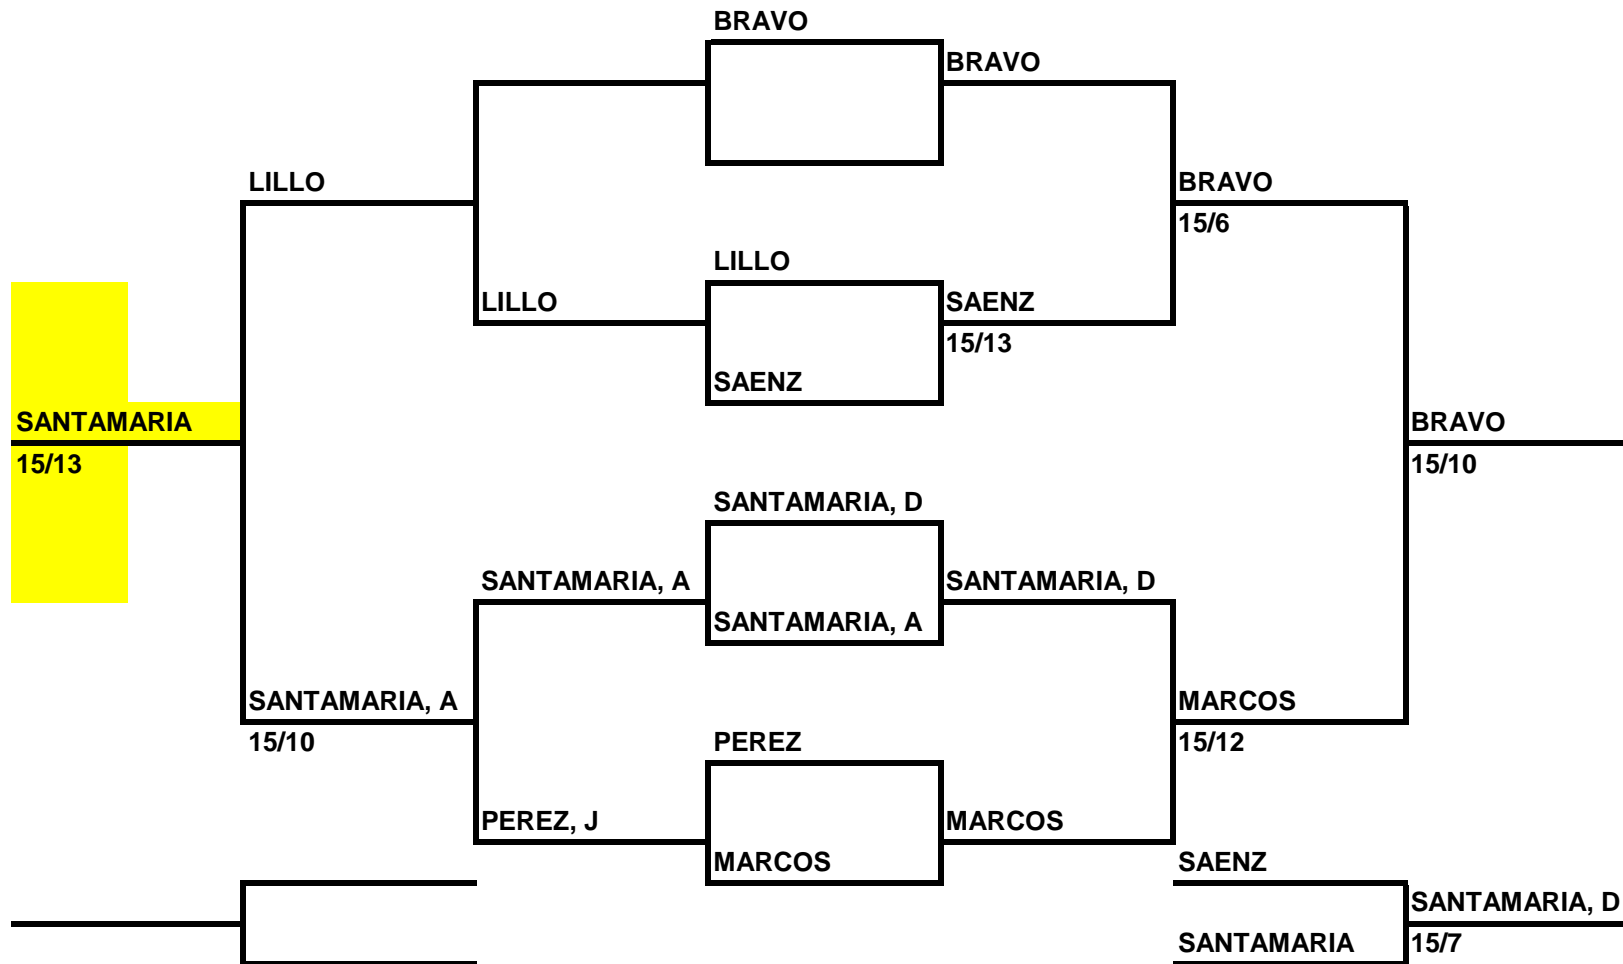 BRAVO
BRAVO
LILLO
BRAVO
15/6
LILLO
LILLO
SAENZ
15/13
SAENZ
SANTAMARIA
BRAVO
15/13
15/10
SANTAMARIA, D
SANTAMARIA, A
SANTAMARIA, D
SANTAMARIA, A
SANTAMARIA, A
MARCOS
15/10
PEREZ
15/12
PEREZ, J
MARCOS
MARCOS
SAENZ
SANTAMARIA, D
SANTAMARIA
15/7